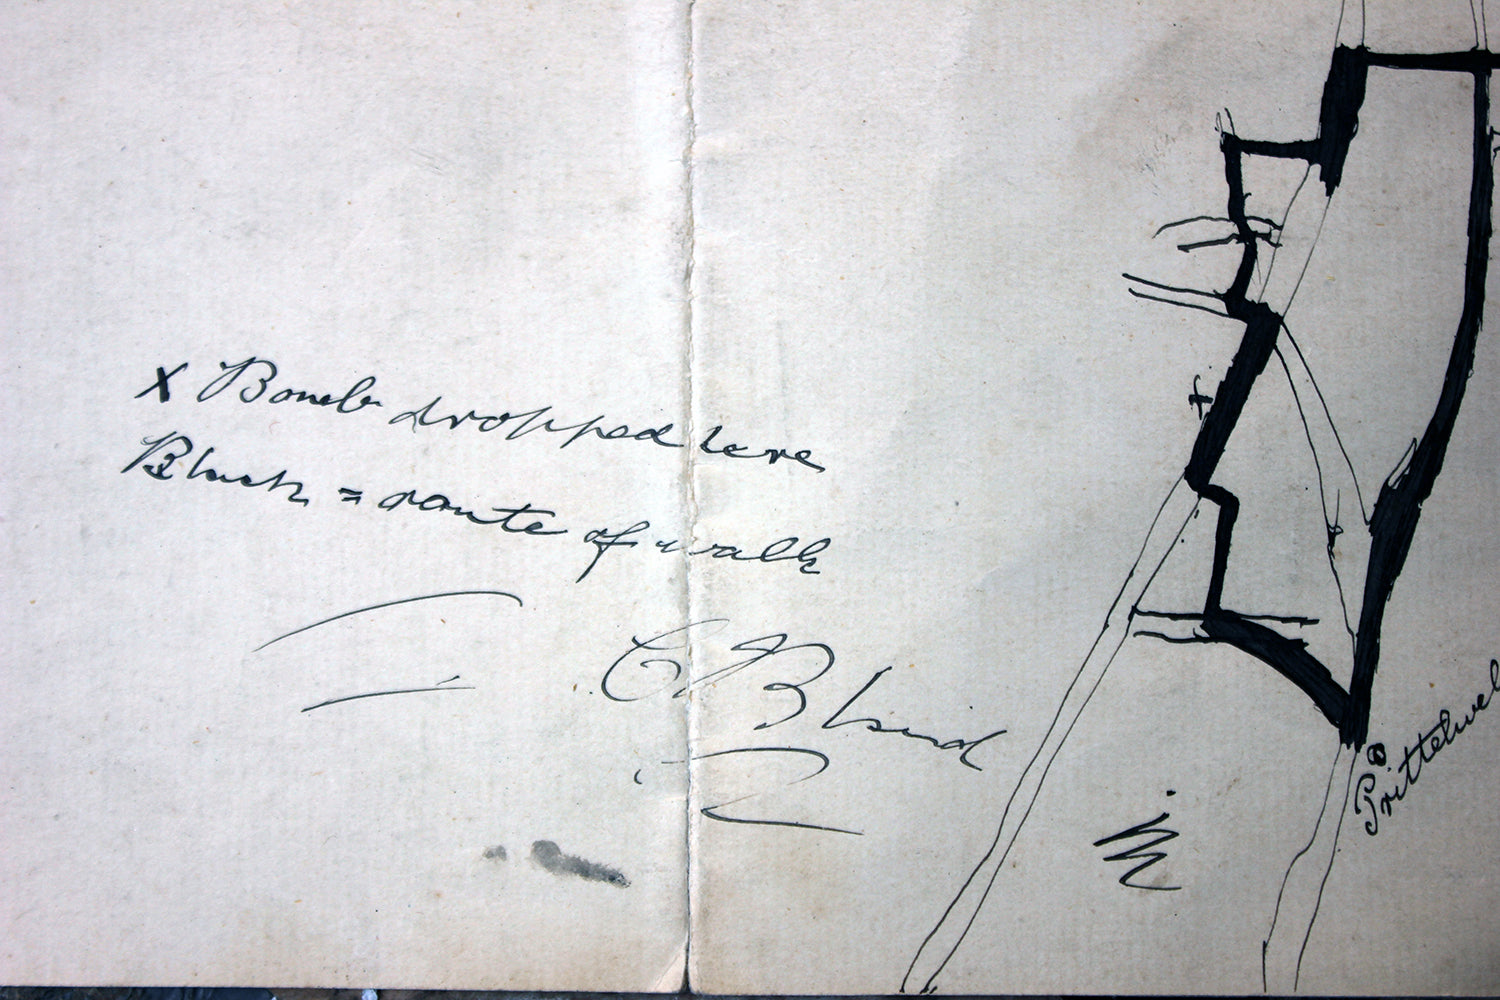 X Bomb dropped here
Black = route of walk
C Bland
Prittlewel